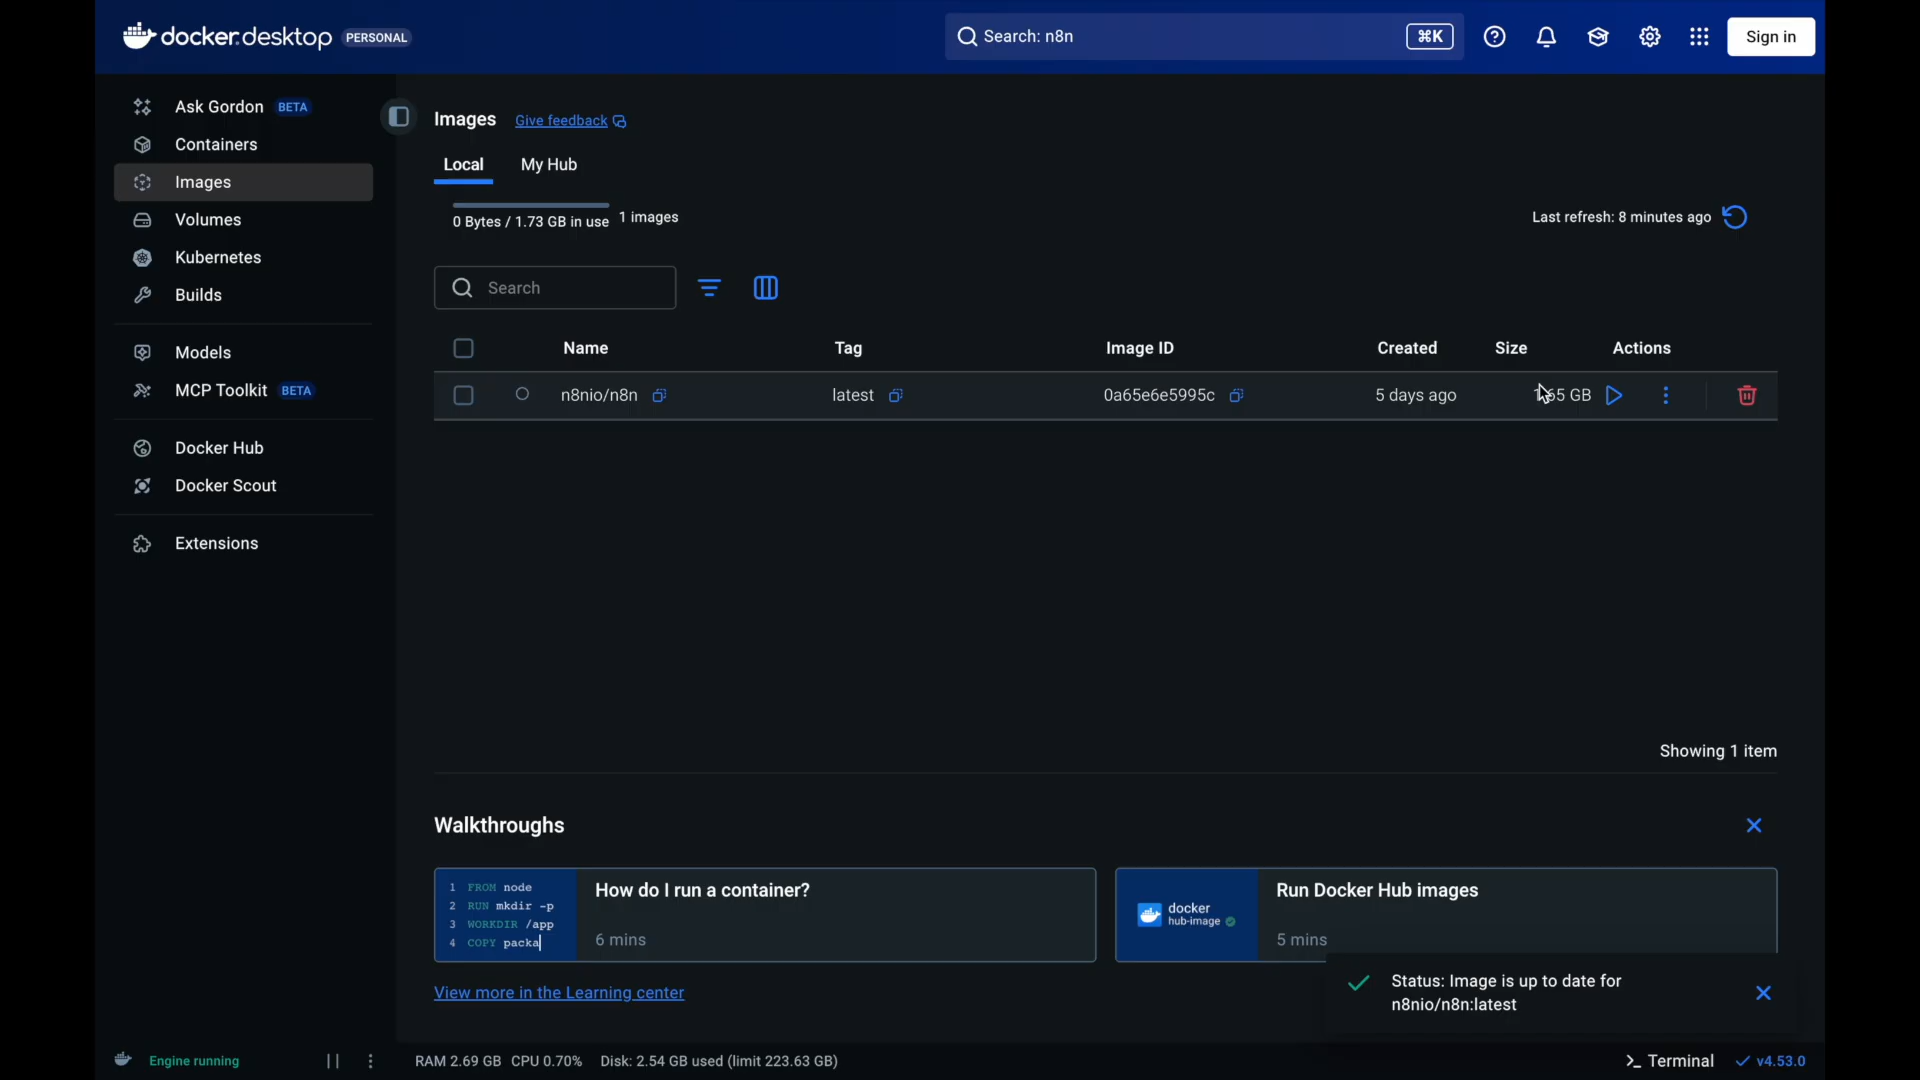 docker.desktop PERSONAL
Search: n8n
⌘K
Sign in
Ask Gordon BETA
Containers
Images
Volumes
Kubernetes
Builds
Models
MCP Toolkit BETA
Docker Hub
Docker Scout
Extensions
Images Give feedback
Local My Hub
0 Bytes / 1.73 GB in use 1 images
Last refresh: 8 minutes ago
Search
Name Tag Image ID Created Size Actions
n8nio/n8n latest 0a65e6e5995c 5 days ago GB
Showing 1 item
Walkthroughs
1 FROM node
2 RUN mkdir -p
3 WORKDIR /app
4 COPY packa
How do I run a container?
6 mins
docker
hub-image
Run Docker Hub images
5 mins
View more in the Learning center
Status: Image is up to date for
n8nio/n8n:latest
Engine running
RAM 2.69 GB CPU 0.70% Disk: 2.54 GB used (limit 223.63 GB)
>_ Terminal
v4.53.0